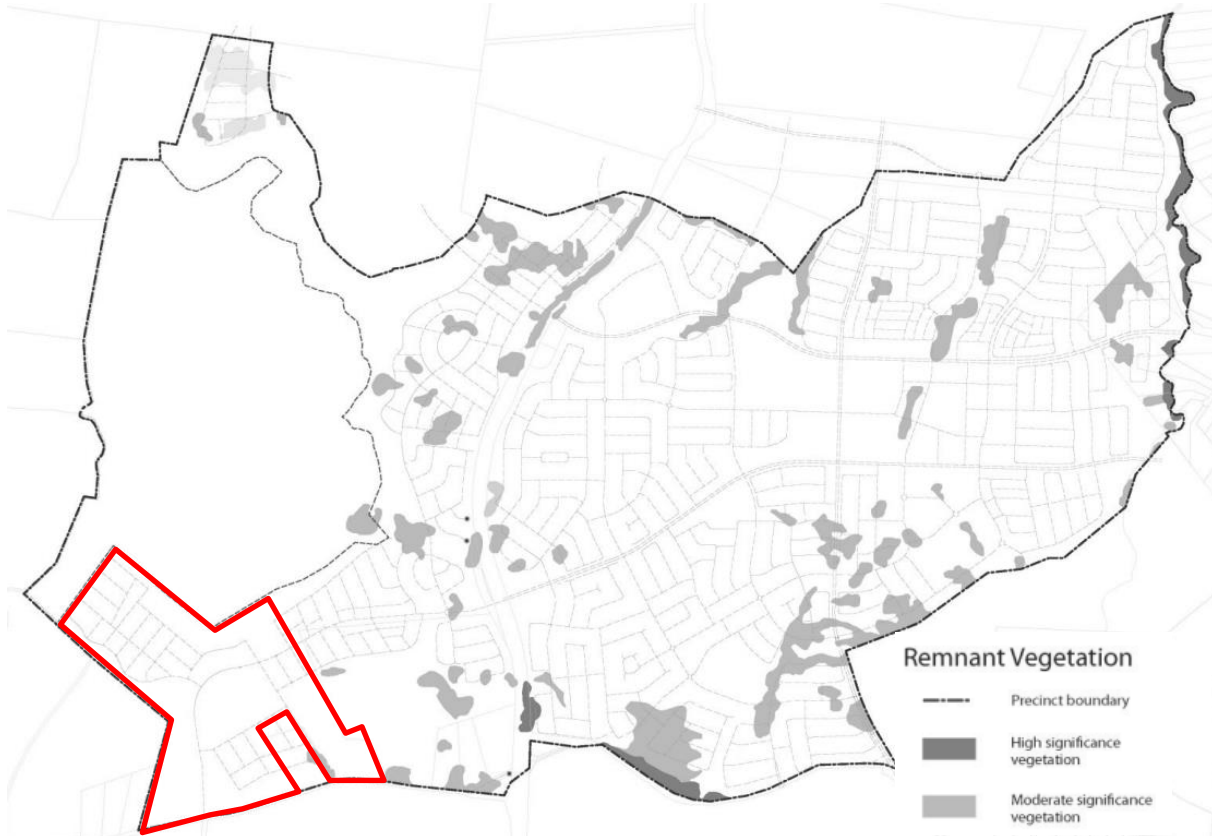 Remnant Vegetation
Precinct boundary
High significance
vegetation
Moderate significance
vegetation